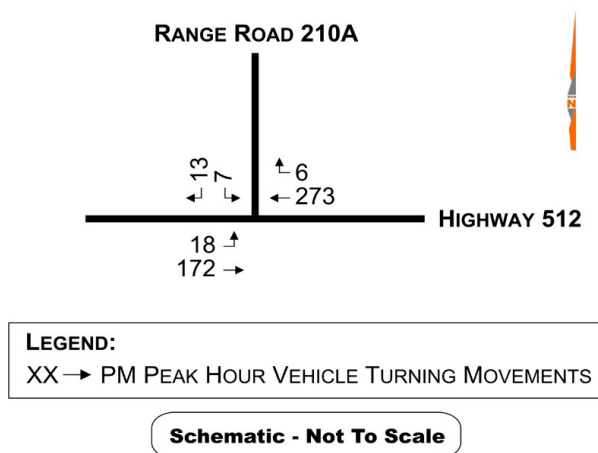 RANGE ROAD 210A
N
13
7
6
273
HIGHWAY 512
18
172
LEGEND:
XX → PM PEAK HOUR VEHICLE TURNING MOVEMENTS
Schematic - Not To Scale